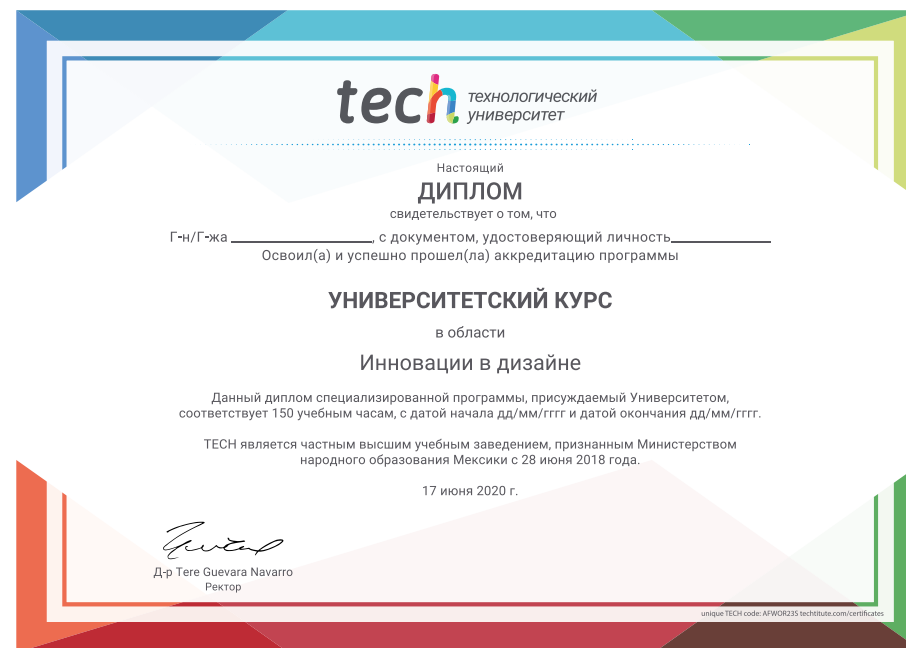 tech технологический
университет
Настоящий
ДИПЛОМ
свидетельствует о том, что
Г-н/Г-жа , с документом, удостоверяющий личность
Освоил(а) и успешно прошел(ла) аккредитацию программы
УНИВЕРСИТЕТСКИЙ КУРС
в области
Инновации в дизайне
Данный диплом специализированной программы, присуждаемый Университетом,
соответствует 150 учебным часам, с датой начала дд/мм/гггг и датой окончания дд/мм/гггг.
TECH является частным высшим учебным заведением, признанным Министерством
народного образования Мексики с 28 июня 2018 года.
17 июня 2020 г.
Д-р Tere Guevara Navarro
Ректор
unique TECH code: AFWOR23S techtitute.com/certificates